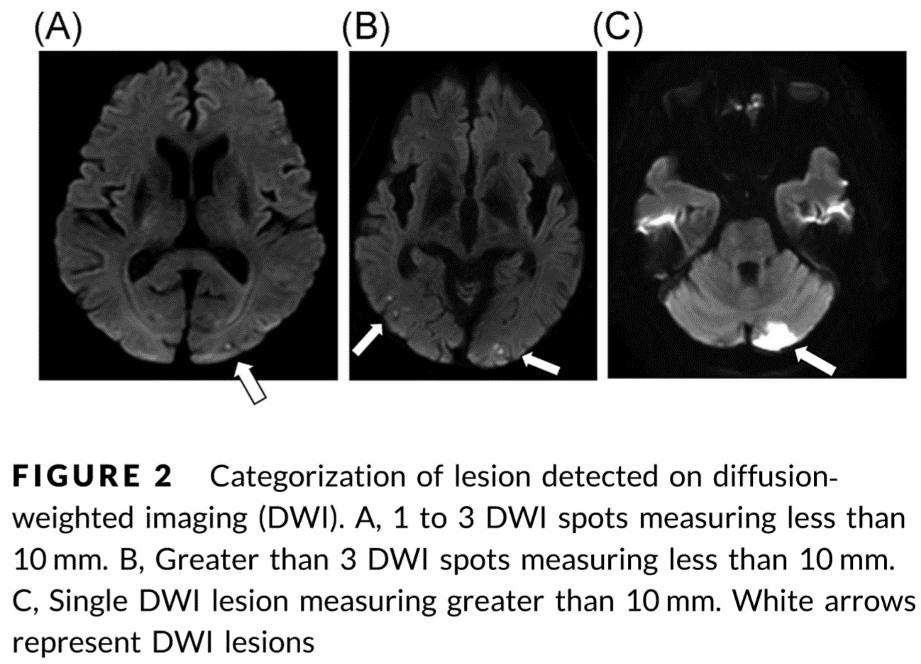 (A) (B) (C)
FIGURE 2 Categorization of lesion detected on diffusion-
weighted imaging (DWI). A, 1 to 3 DWI spots measuring less than
10 mm. B, Greater than 3 DWI spots measuring less than 10 mm.
C, Single DWI lesion measuring greater than 10 mm. White arrows
represent DWI lesions